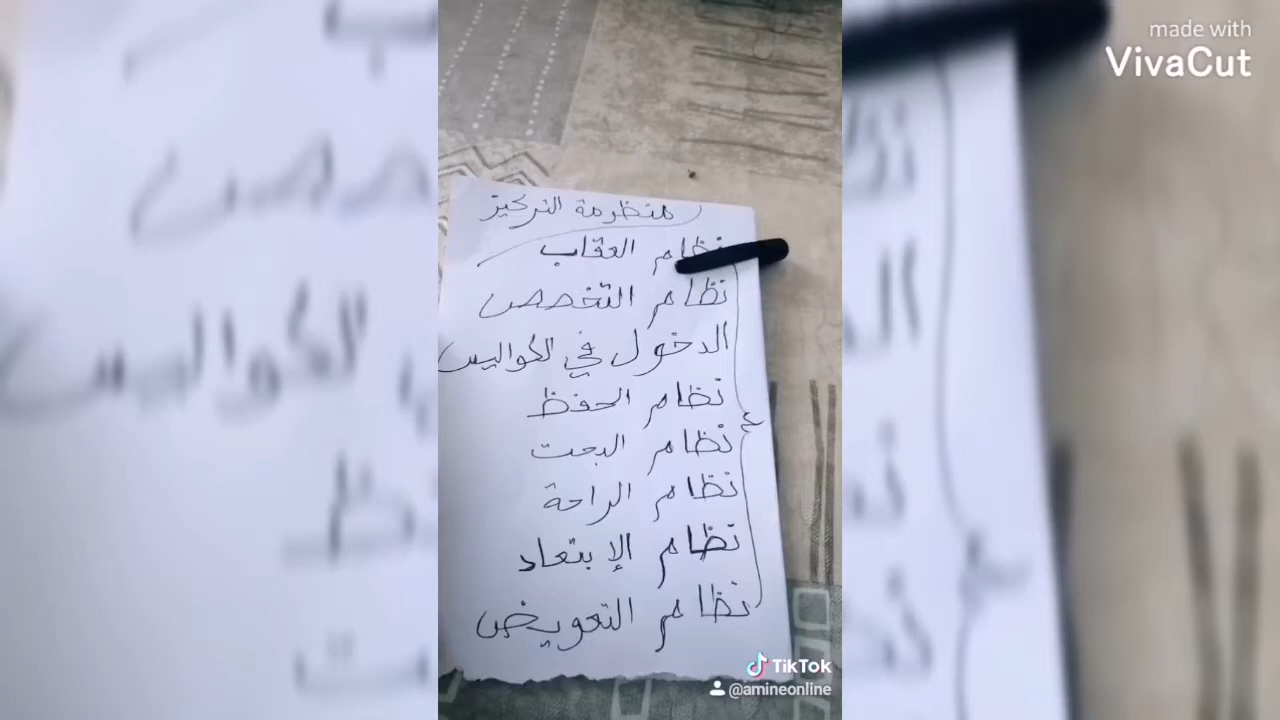 منظومة التركيز
نظام العقاب
نظام التخصص
الدخول في الكواليس
نظام الحفظ
نظام البحت
نظام الراحة
نظام الإبتعاد
نظام التعويض
made with
VivaCut
TikTok
@amineonline